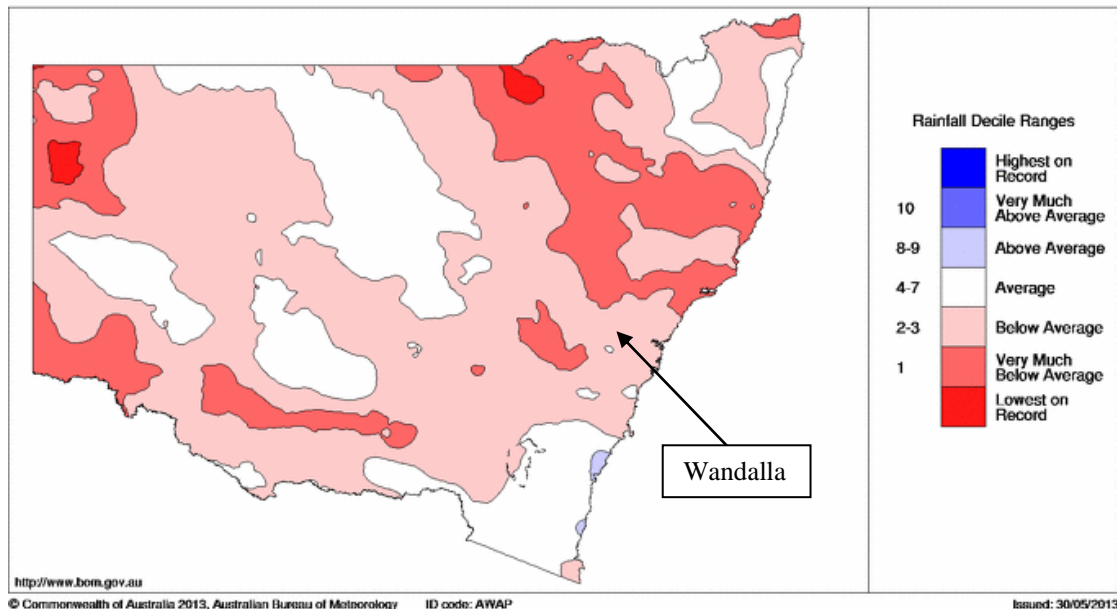 Rainfall Decile Ranges
Highest on
Record
10
Very Much
Above Average
8-9
Above Average
4-7
Average
2-3
Below Average
1
Very Much
Below Average
Lowest on
Record
Wandalla
http://www.bom.gov.au
© Commonwealth of Australia 2013, Australian Bureau of Meteorology ID code: AWAP Issued: 30/05/2013